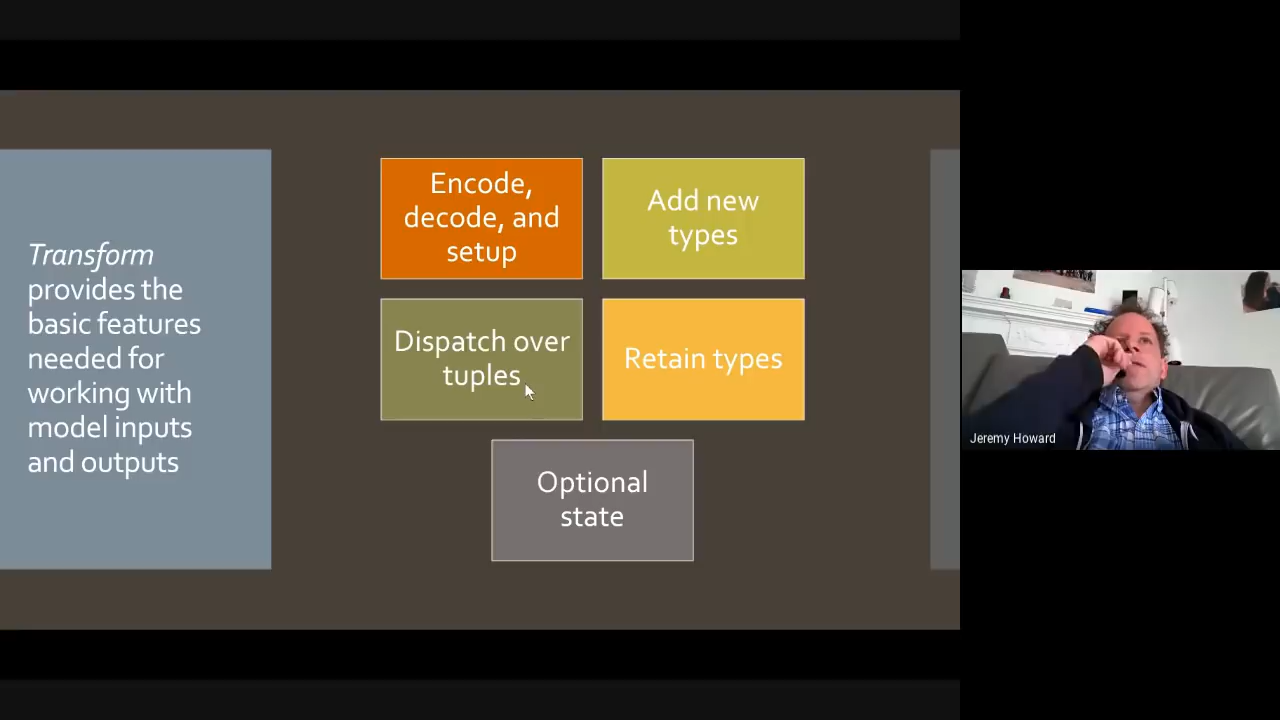 Transform
provides the
basic features
needed for
working with
model inputs
and outputs
Encode,
decode, and
setup
Add new
types
Dispatch over
tuples
Retain types
Optional
state
Jeremy Howard